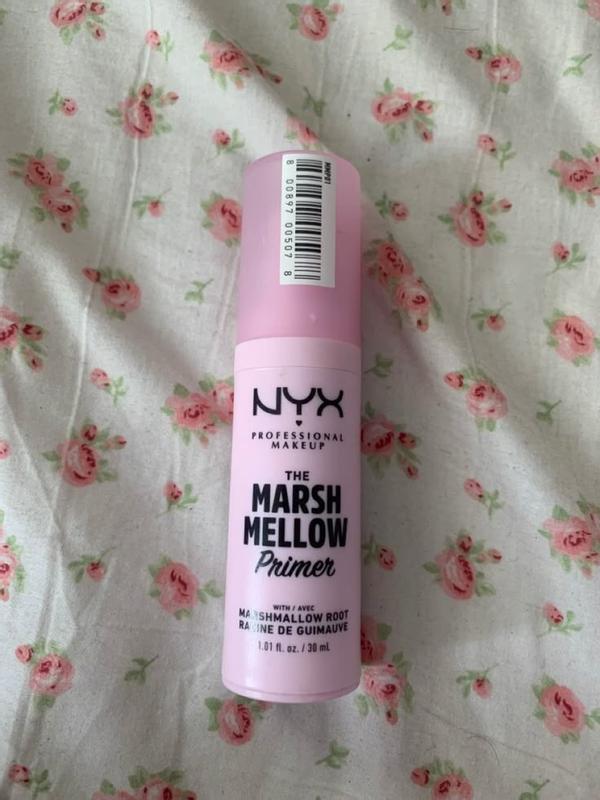 MMP01
8 00897 00507 8
NYX
PROFESSIONAL
MAKEUP
THE
MARSH
MELLOW
Primer
WITH / AVEC
MARSHMALLOW ROOT
RACINE DE GUIMAUVE
1.01 fl. oz. / 30 mL